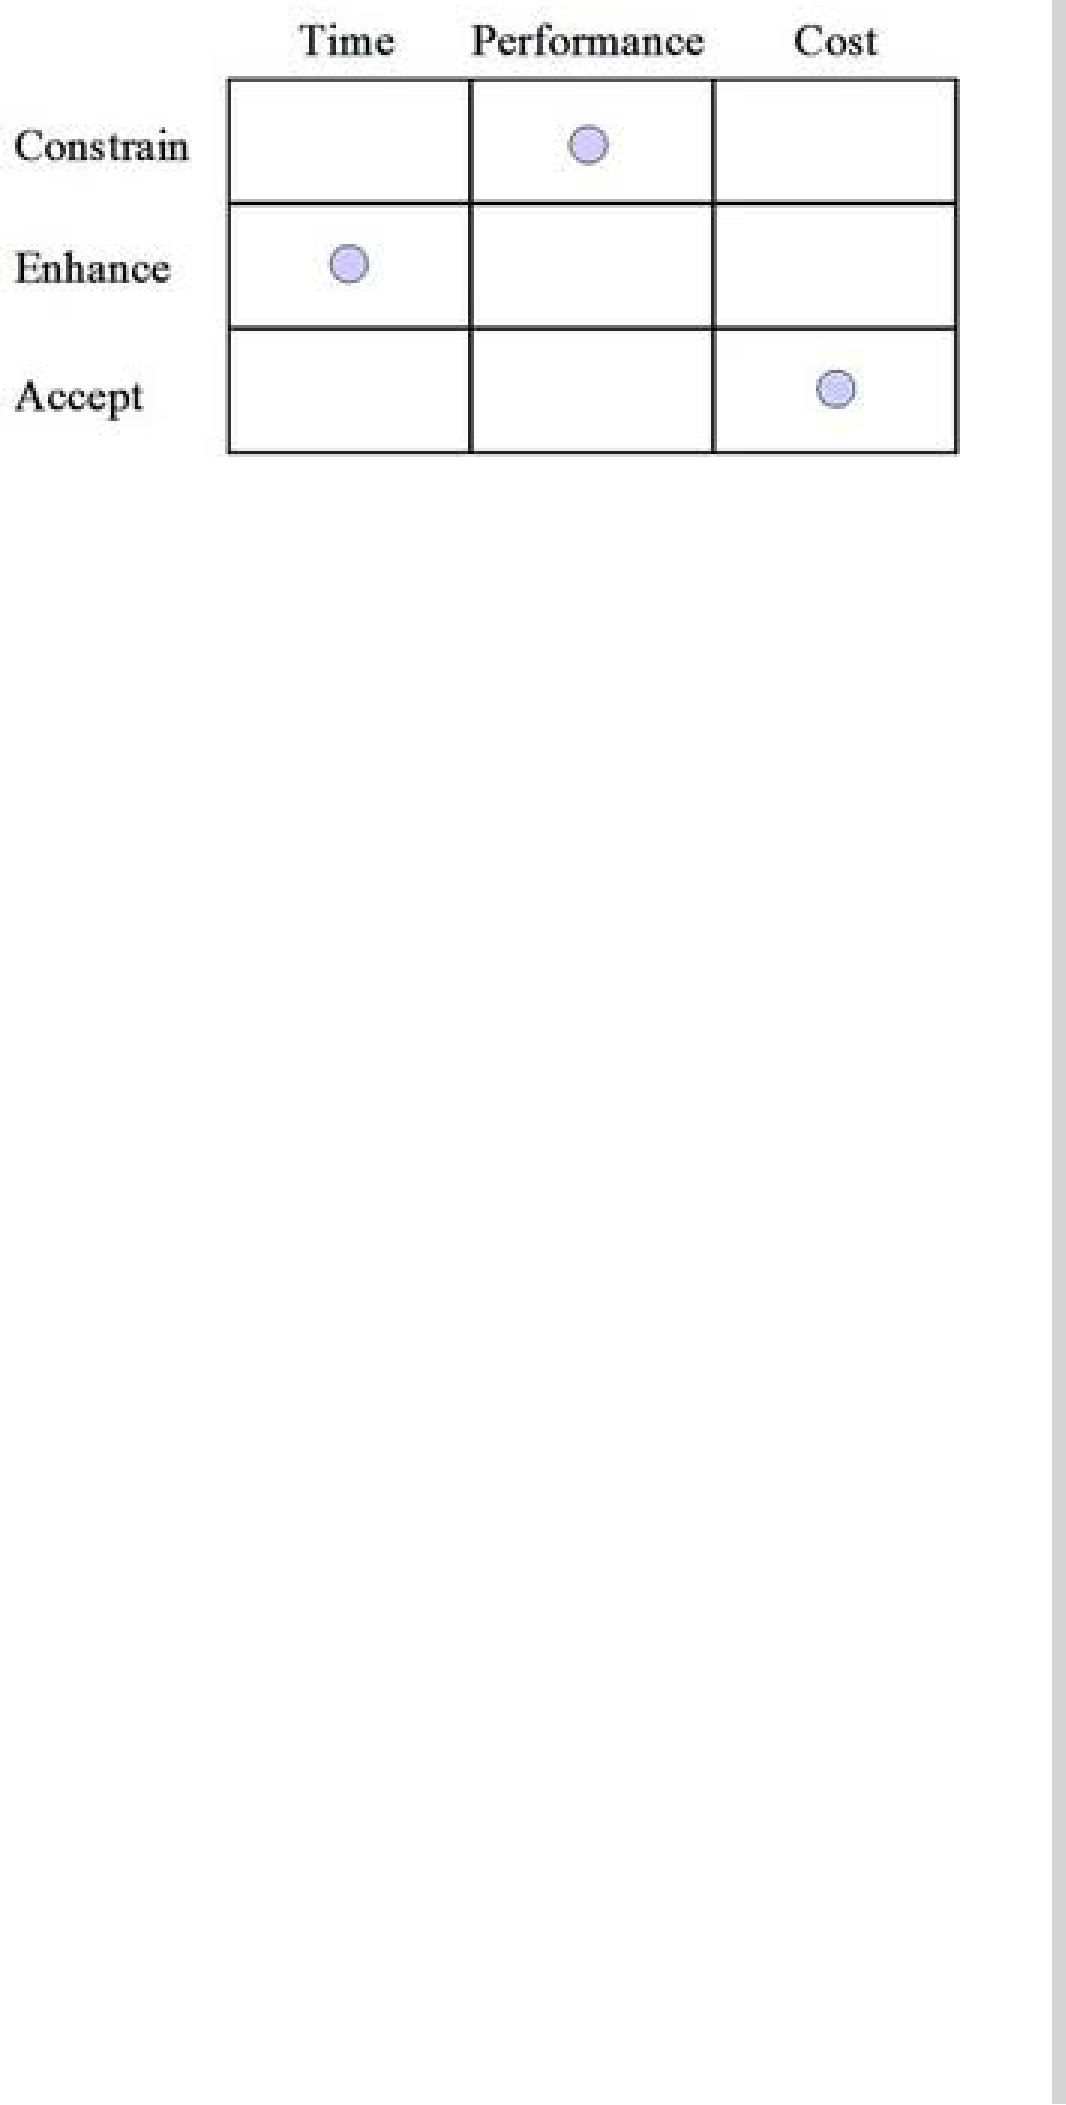 Time Performance Cost
Constrain
Enhance
Accept